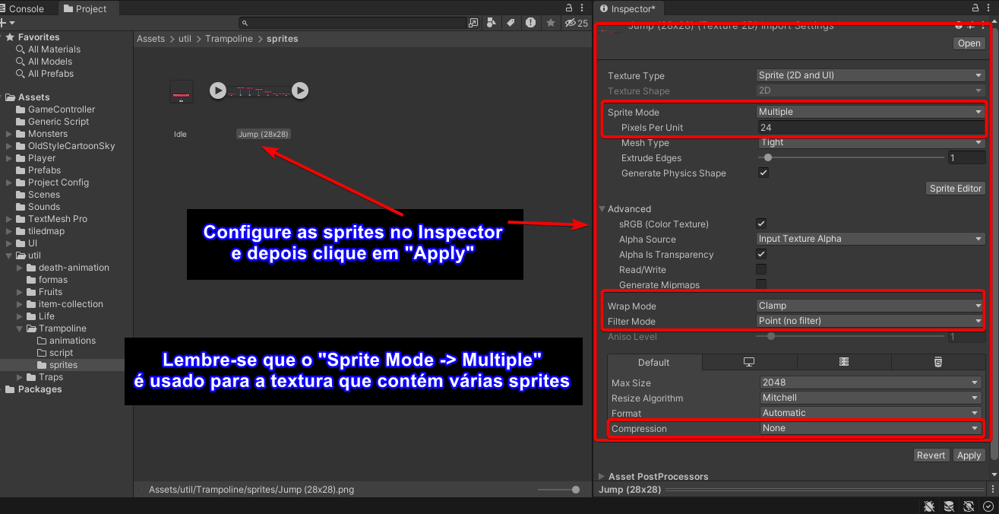 Console
Project
25
Favorites
All Materials
All Models
All Prefabs
Assets
GameController
Generic Script
Monsters
OldStyleCartoonSky
Player
Prefabs
Project Config
Scenes
Sounds
TextMesh Pro
tiledmap
UI
util
death-animation
formas
Fruits
item-collection
Life
Trampoline
animations
script
sprites
Traps
Packages
Assets > util > Trampoline > sprites
Idle
Jump (28x28)
Configure as sprites no Inspector
e depois clique em "Apply"
Lembre-se que o "Sprite Mode -> Multiple"
é usado para a textura que contém várias sprites
Assets/util/Trampoline/sprites/Jump (28x28).png
Inspector*
Jump (28x28) (Texture 2D) Import Settings
Open
Texture Type Sprite (2D and UI)
Texture Shape 2D
Sprite Mode Multiple
Pixels Per Unit 24
Mesh Type Tight
Extrude Edges 1
Generate Physics Shape
Sprite Editor
Advanced
sRGB (Color Texture)
Alpha Source Input Texture Alpha
Alpha Is Transparency
Read/Write
Generate Mipmaps
Wrap Mode Clamp
Filter Mode Point (no filter)
Aniso Level 1
Default
Max Size 2048
Resize Algorithm Mitchell
Format Automatic
Compression None
Revert Apply
Asset PostProcessors
Jump (28x28)